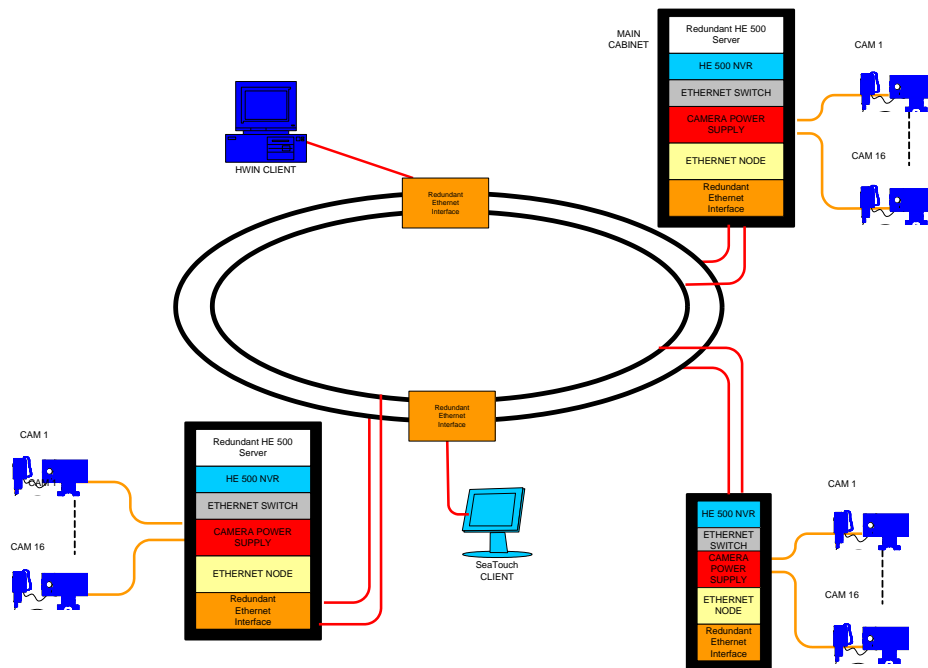 MAIN
CABINET
Redundant HE 500
Server
HE 500 NVR
ETHERNET SWITCH
CAMERA POWER
SUPPLY
ETHERNET NODE
Redundant
Ethernet
Interface
CAM 1
CAM 16
HWIN CLIENT
Redundant
Ethernet
Interface
Redundant
Ethernet
Interface
SeaTouch
CLIENT
CAM 1
CAM 1
CAM 16
Redundant HE 500
Server
HE 500 NVR
ETHERNET SWITCH
CAMERA POWER
SUPPLY
ETHERNET NODE
Redundant
Ethernet
Interface
HE 500 NVR
ETHERNET
SWITCH
CAMERA
POWER
SUPPLY
ETHERNET
NODE
Redundant
Ethernet
Interface
CAM 1
CAM 16